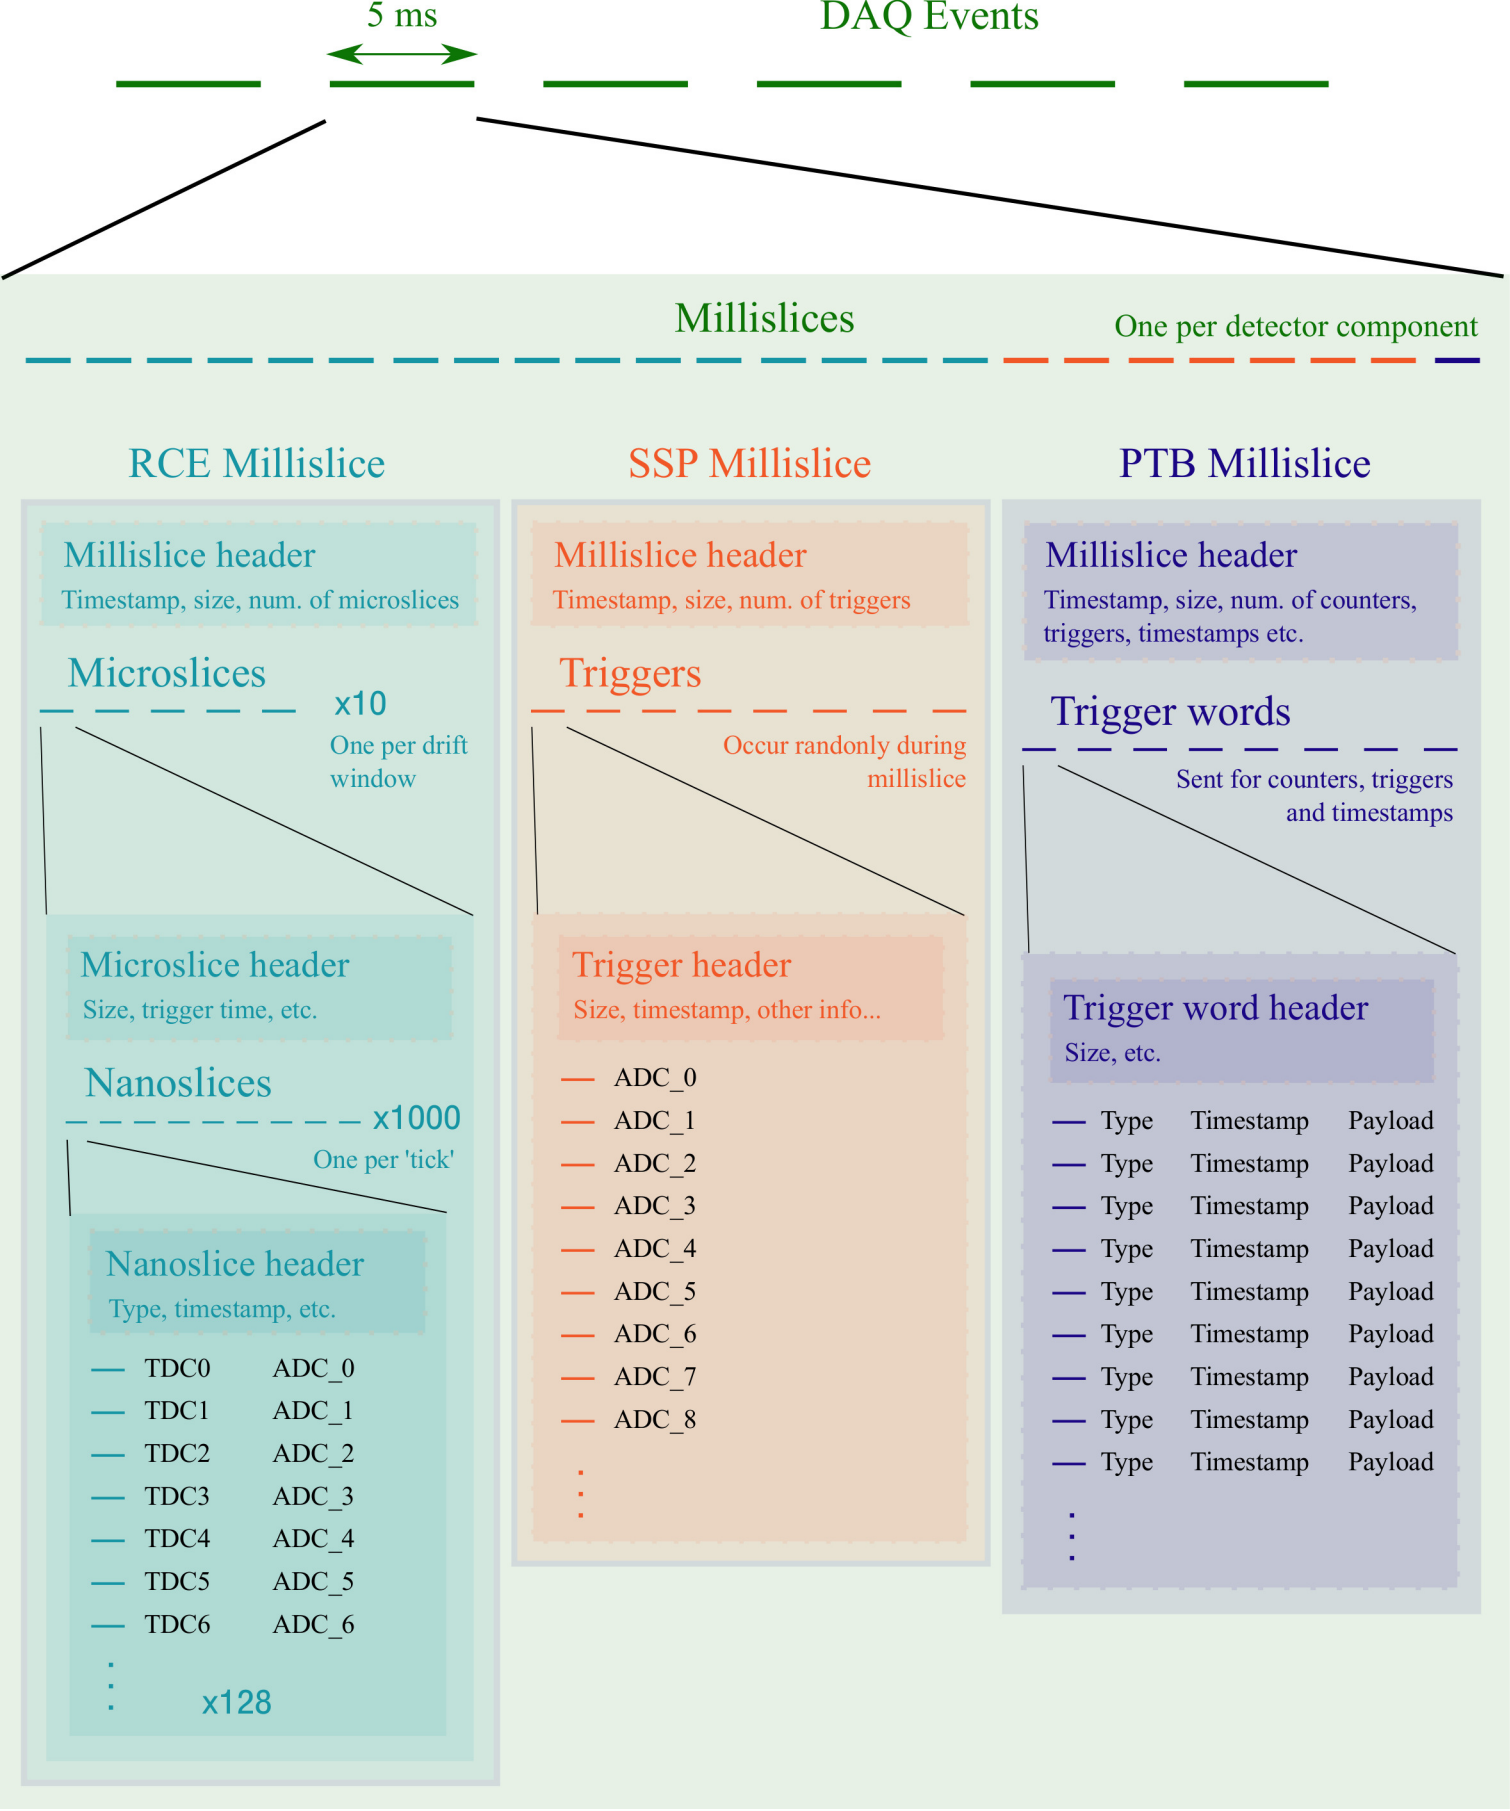 5 ms
DAQ Events
Millislices
One per detector component
RCE Millislice
Millislice header
Timestamp, size, num. of microslices
Microslices
x10
One per drift
window
Microslice header
Size, trigger time, etc.
Nanoslices
x1000
One per 'tick'
Nanoslice header
Type, timestamp, etc.
TDC0 ADC_0
TDC1 ADC_1
TDC2 ADC_2
TDC3 ADC_3
TDC4 ADC_4
TDC5 ADC_5
TDC6 ADC_6
x128
SSP Millislice
Millislice header
Timestamp, size, num. of triggers
Triggers
Occur randonly during
millislice
Trigger header
Size, timestamp, other info...
ADC_0
ADC_1
ADC_2
ADC_3
ADC_4
ADC_5
ADC_6
ADC_7
ADC_8
PTB Millislice
Millislice header
Timestamp, size, num. of counters,
triggers, timestamps etc.
Trigger words
Sent for counters, triggers
and timestamps
Trigger word header
Size, etc.
Type Timestamp Payload
Type Timestamp Payload
Type Timestamp Payload
Type Timestamp Payload
Type Timestamp Payload
Type Timestamp Payload
Type Timestamp Payload
Type Timestamp Payload
Type Timestamp Payload